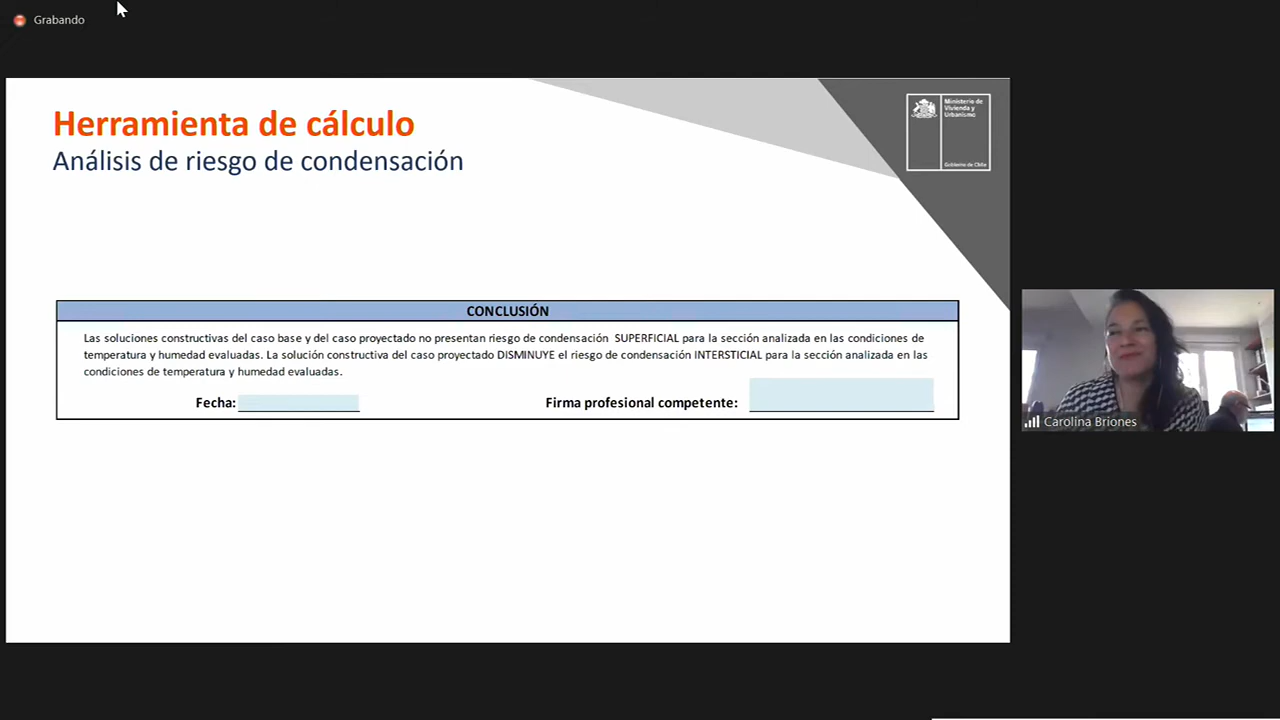 Grabando
Herramienta de cálculo
Análisis de riesgo de condensación
Ministerio de
Vivienda y
Urbanismo
Gobierno de Chile
CONCLUSIÓN
Las soluciones constructivas del caso base y del caso proyectado no presentan riesgo de condensación SUPERFICIAL para la sección analizada en las condiciones de
temperatura y humedad evaluadas. La solución constructiva del caso proyectado DISMINUYE el riesgo de condensación INTERSTICIAL para la sección analizada en las
condiciones de temperatura y humedad evaluadas.
Fecha: Firma profesional competente:
Carolina Briones